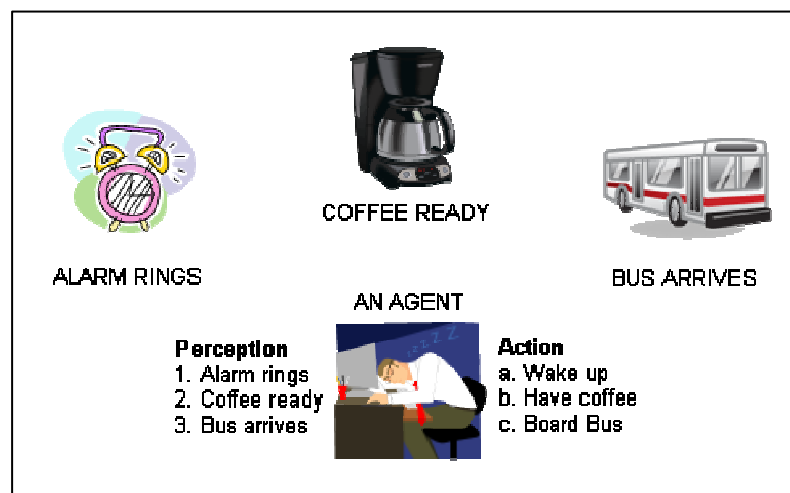 COFFEE READY
ALARM RINGS
BUS ARRIVES
AN AGENT
Perception
1. Alarm rings
2. Coffee ready
3. Bus arrives
zzzzZ
Action
a. Wake up
b. Have coffee
c. Board Bus